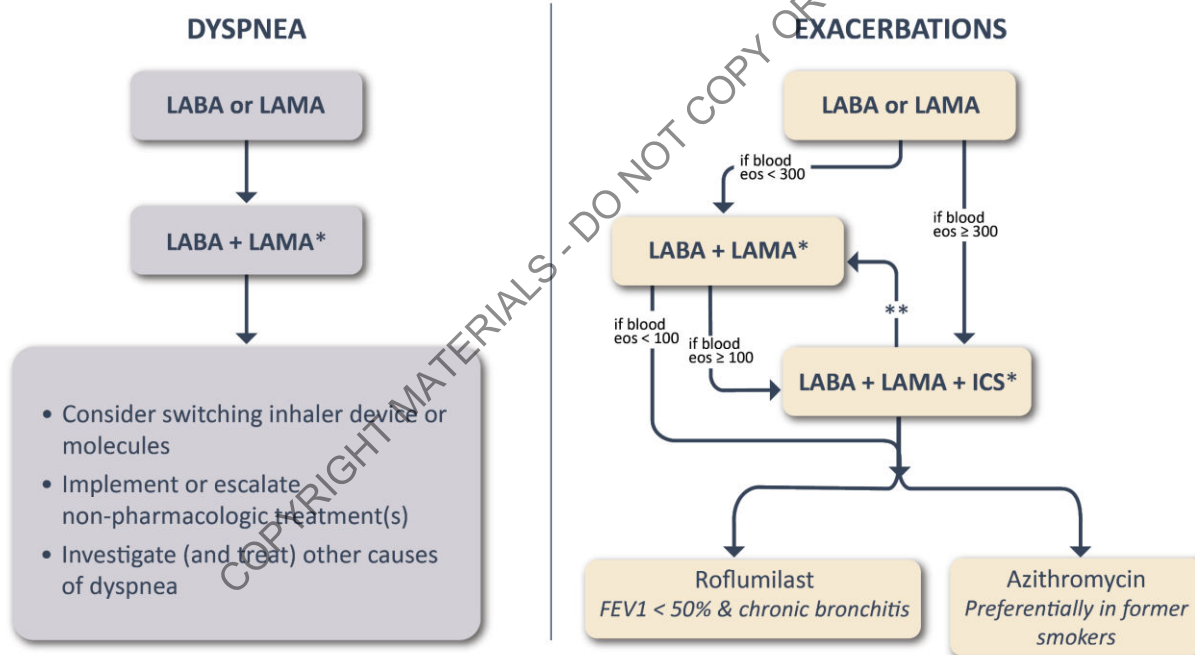 DYSPNEA
LABA or LAMA
LABA + LAMA*
• Consider switching inhaler device or
molecules
• Implement or escalate
non-pharmacologic treatment(s)
• Investigate (and treat) other causes
of dyspnea
EXACERBATIONS
LABA or LAMA
if blood
eos < 300
if blood
eos ≥ 300
LABA + LAMA*
**
if blood
eos < 100
if blood
eos ≥ 100
LABA + LAMA + ICS*
Roflumilast
FEV1 < 50% & chronic bronchitis
Azithromycin
Preferentially in former
smokers
COPYRIGHT MATERIALS - DO NOT COPY OR